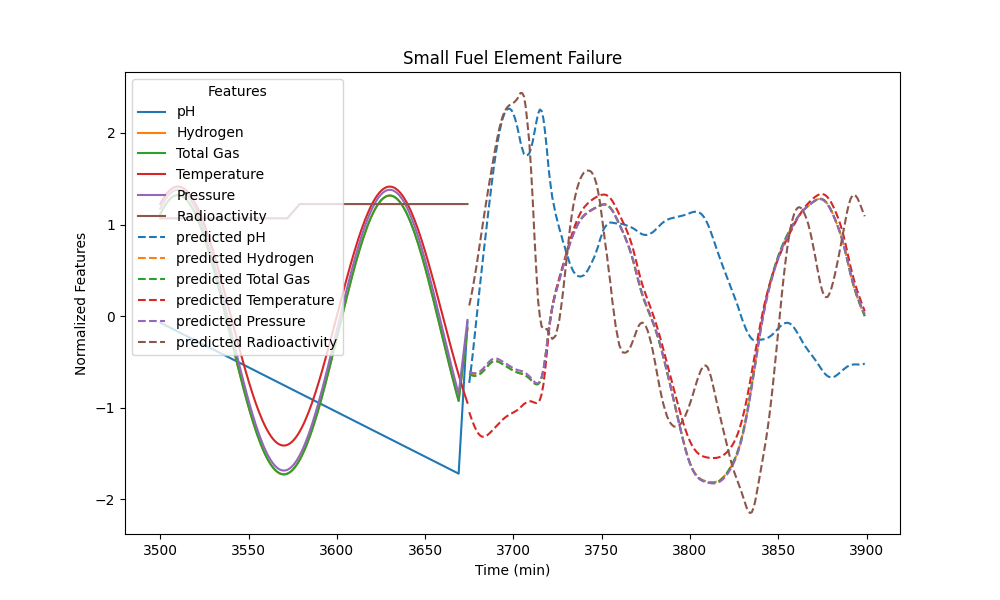 Small Fuel Element Failure
Normalized Features
2
1
0
−1
−2
Features
pH
Hydrogen
Total Gas
Temperature
Pressure
Radioactivity
predicted pH
predicted Hydrogen
predicted Total Gas
predicted Temperature
predicted Pressure
predicted Radioactivity
3500 3550 3600 3650 3700 3750 3800 3850 3900
Time (min)